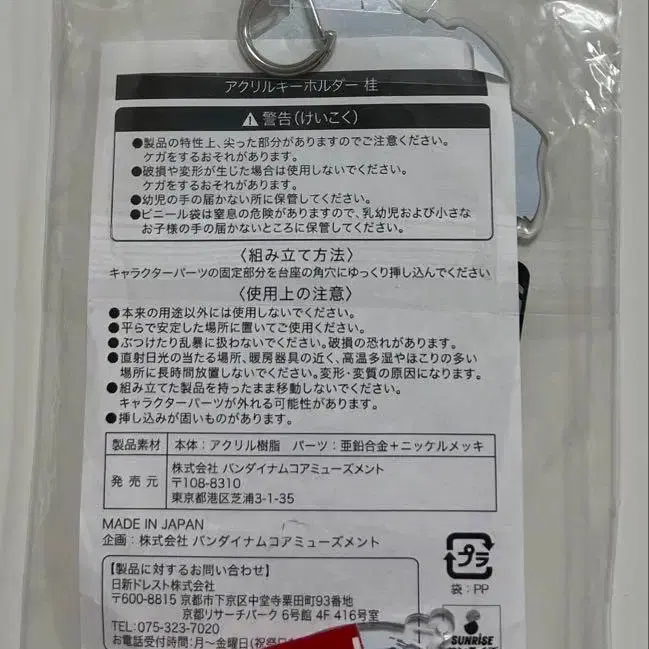 アクリルキーホルダー 桂
警告(けいこく)
●製品の特性上、尖った部分がありますのでご注意ください。
ケガをするおそれがあります。
●破損や変形が生じた場合は使用しないでください。
ケガをするおそれがあります。
●幼児の手の届かない所に保管してください。
●ビニール袋は窒息の危険がありますので、乳幼児および小さな
お子様の手の届かないところに保管してください。
〈組み立て方法〉
キャラクターパーツの固定部分を台座の角穴にゆっくり挿し込んでください
〈使用上の注意〉
●本来の用途以外には使用しないでください。
●平らで安定した場所に置いてご使用ください。
●ぶつけたり乱暴に扱わないでください。破損の恐れがあります。
●直射日光の当たる場所、暖房器具の近く、高温多湿やほこりの多い
場所に長時間放置しないでください。変形・変質の原因になります。
●組み立てた製品を持ったまま移動しないでください。
キャラクターパーツが外れる可能性があります。
●挿し込みが固いものがあります。
製品素材 本体：アクリル樹脂 パーツ：亜鉛合金＋ニッケルメッキ
発売元 株式会社 バンダイナムコアミューズメント
〒108-8310
東京都港区芝浦3-1-35
MADE IN JAPAN
企画：株式会社 バンダイナムコアミューズメント
プラ
袋：PP
【製品に対するお問い合わせ】
日新ドレスト株式会社
〒600-8815 京都市下京区中堂寺粟田町93番地
京都リサーチパーク 6号館 4F 416号室
TEL：075-323-7020
お電話受付時間：月～金曜日(祝祭日
SUNRISE